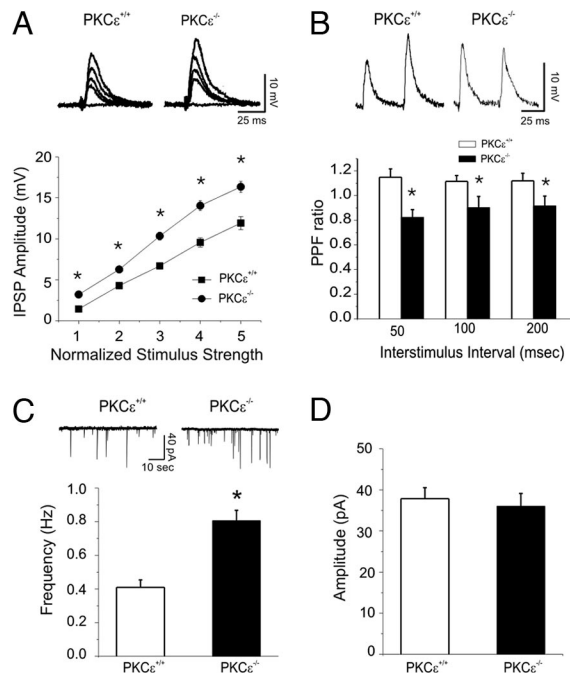 A
PKCε+/+
PKCε-/-
10 mV
25 ms
IPSP Amplitude (mV)
20
15
10
5
0
* * * * *
PKCε+/+
PKCε-/-
1 2 3 4 5
Normalized Stimulus Strength
B
PKCε+/+
PKCε-/-
10 mV
25 ms
PKCε+/+
PKCε-/-
PPF ratio
1.2
1.0
0.8
0.6
0.4
0.2
0.0
* * *
50 100 200
Interstimulus Interval (msec)
C
PKCε+/+
PKCε-/-
40 pA
10 sec
Frequency (Hz)
1.0
0.8
0.6
0.4
0.2
0.0
*
PKCε+/+ PKCε-/-
D
Amplitude (pA)
50
40
30
20
10
0
PKCε+/+ PKCε-/-